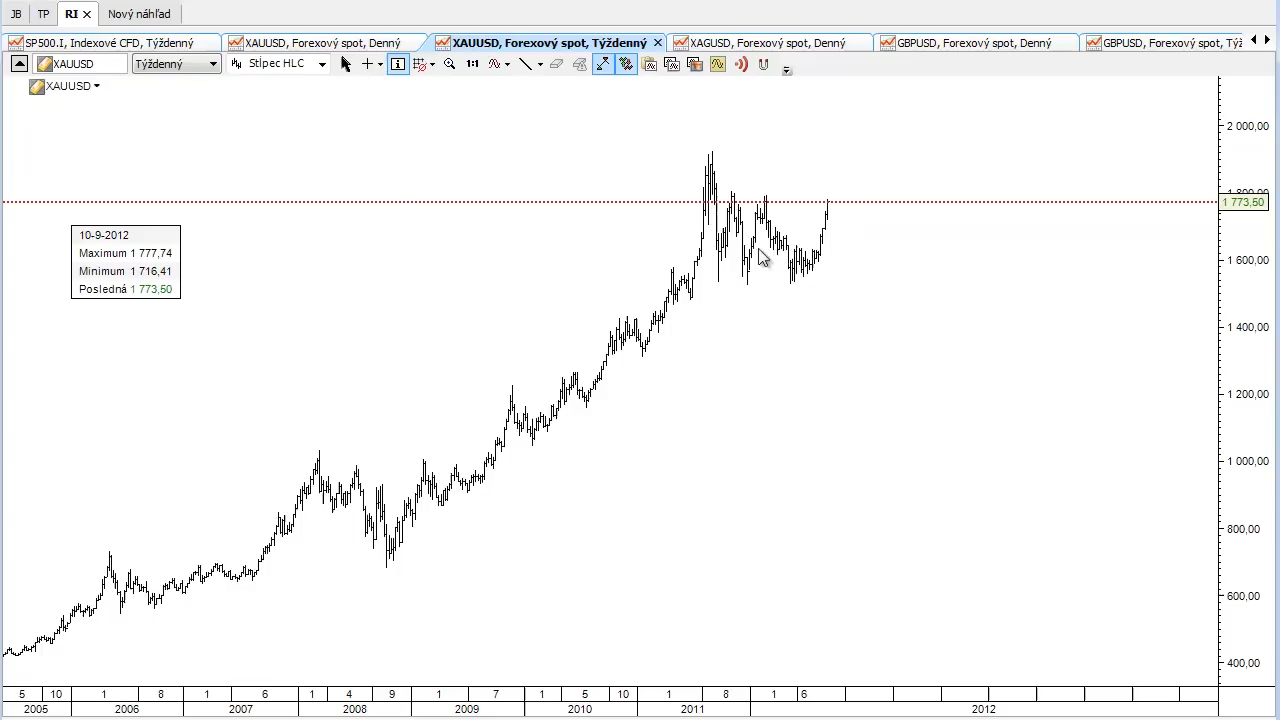 JB TP RI Nový náhľad
SP500.I, Indexové CFD, Týždenný XAUUSD, Forexový spot, Denný XAUUSD, Forexový spot, Týždenný XAGUSD, Forexový spot, Denný GBPUSD, Forexový spot, Denný GBPUSD, Forexový spot, Týž
XAUUSD Týždenný Stĺpec HLC 1:1
XAUUSD
2 000,00
1 800,00
1 773,50
10-9-2012
Maximum 1 777,74
Minimum 1 716,41
Posledná 1 773,50
1 600,00
1 400,00
1 200,00
1 000,00
800,00
600,00
400,00
5 10 1 8 1 6 1 4 9 1 7 1 5 10 1 8 1 6
2005 2006 2007 2008 2009 2010 2011 2012